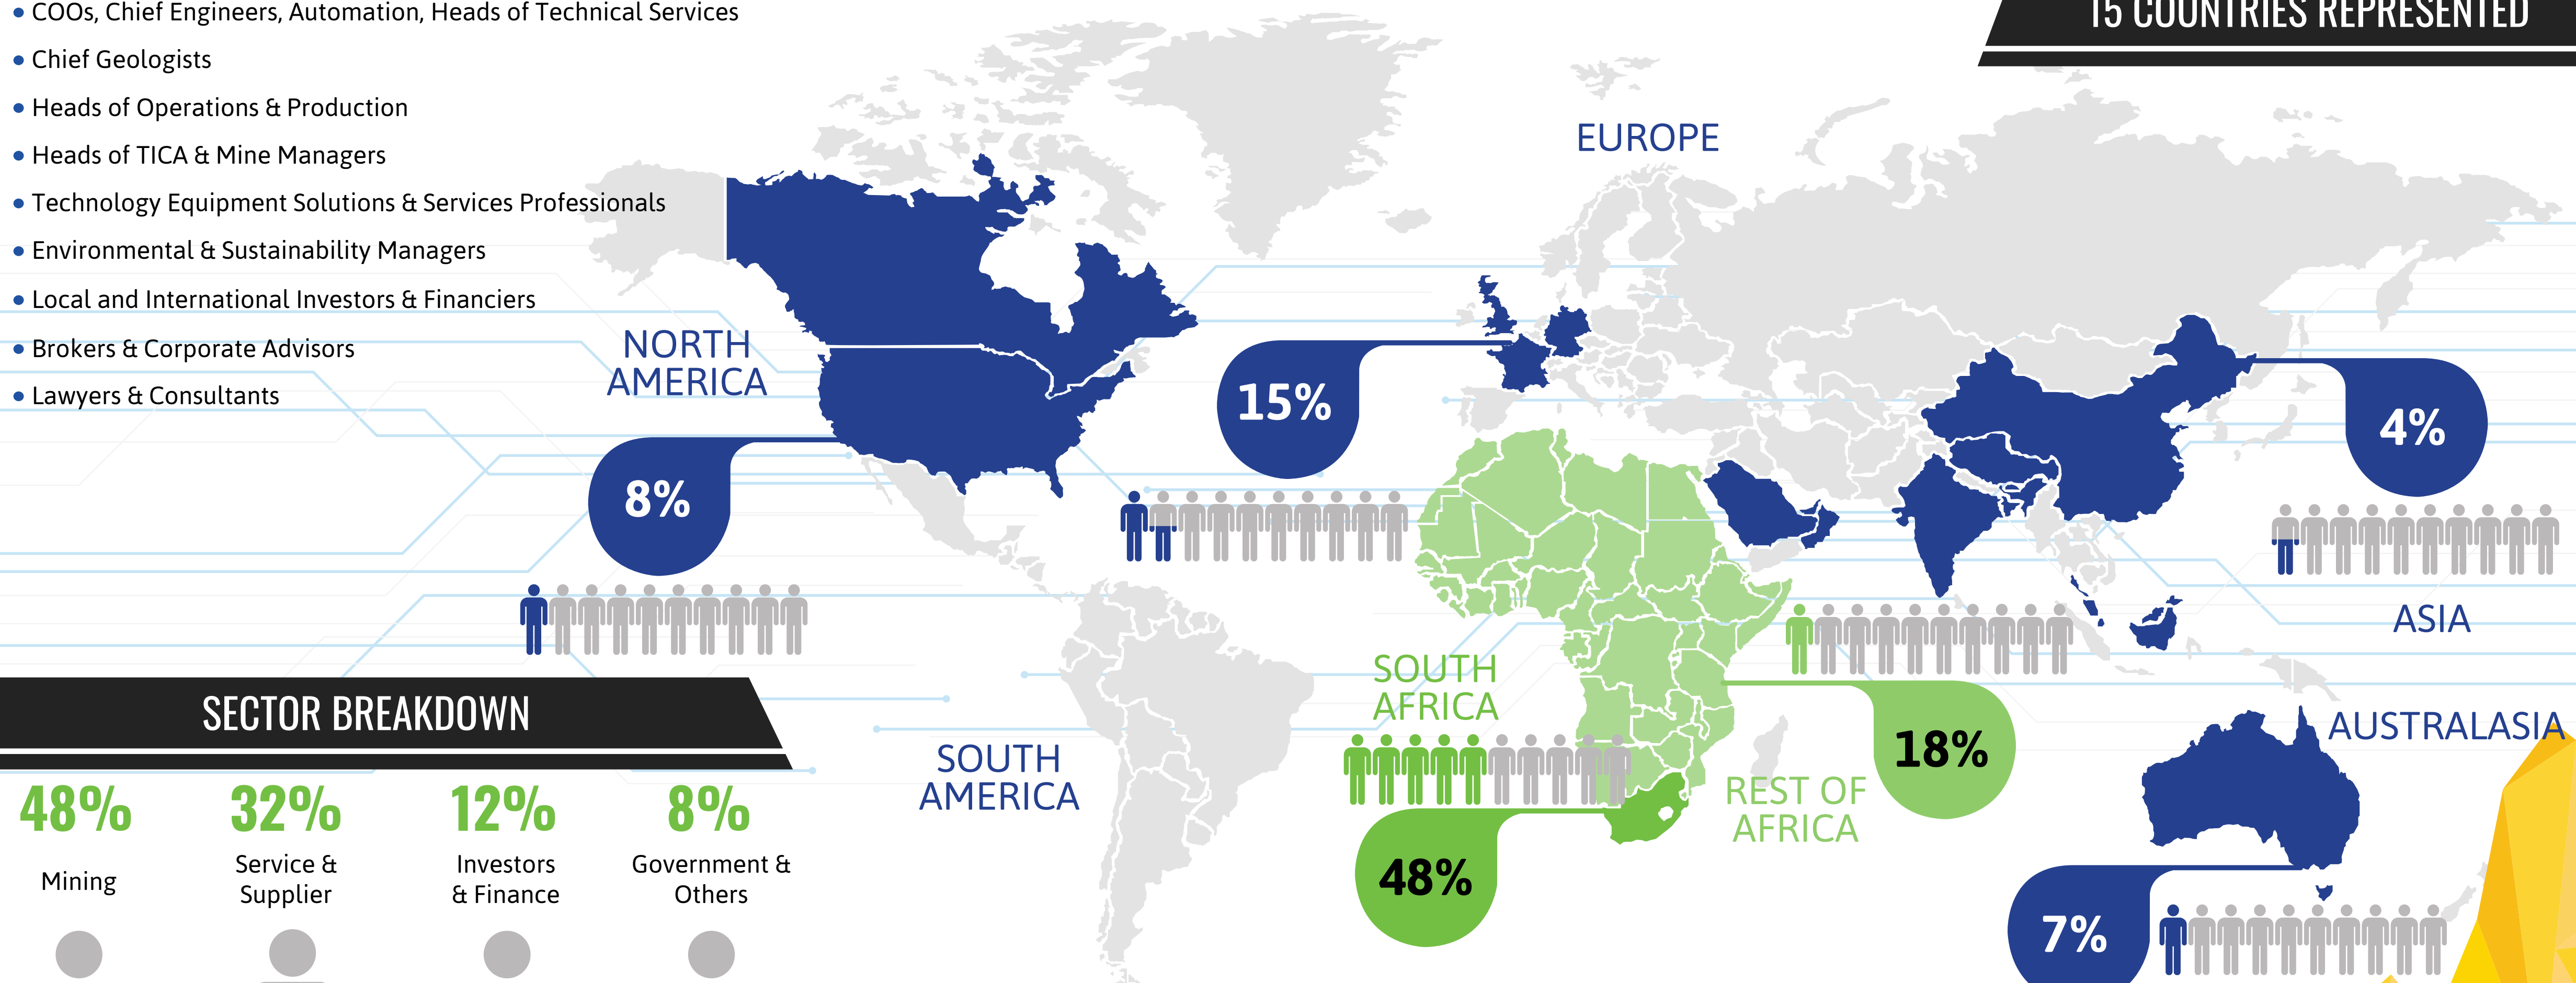 • COOs, Chief Engineers, Automation, Heads of Technical Services
• Chief Geologists
• Heads of Operations & Production
• Heads of TICA & Mine Managers
• Technology Equipment Solutions & Services Professionals
• Environmental & Sustainability Managers
• Local and International Investors & Financiers
• Brokers & Corporate Advisors
• Lawyers & Consultants
15 COUNTRIES REPRESENTED
EUROPE
NORTH
AMERICA
15%
4%
8%
ASIA
SOUTH
AFRICA
AUSTRALASIA
SOUTH
AMERICA
18%
REST OF
AFRICA
48%
7%
SECTOR BREAKDOWN
48%
Mining
32%
Service &
Supplier
12%
Investors
& Finance
8%
Government &
Others